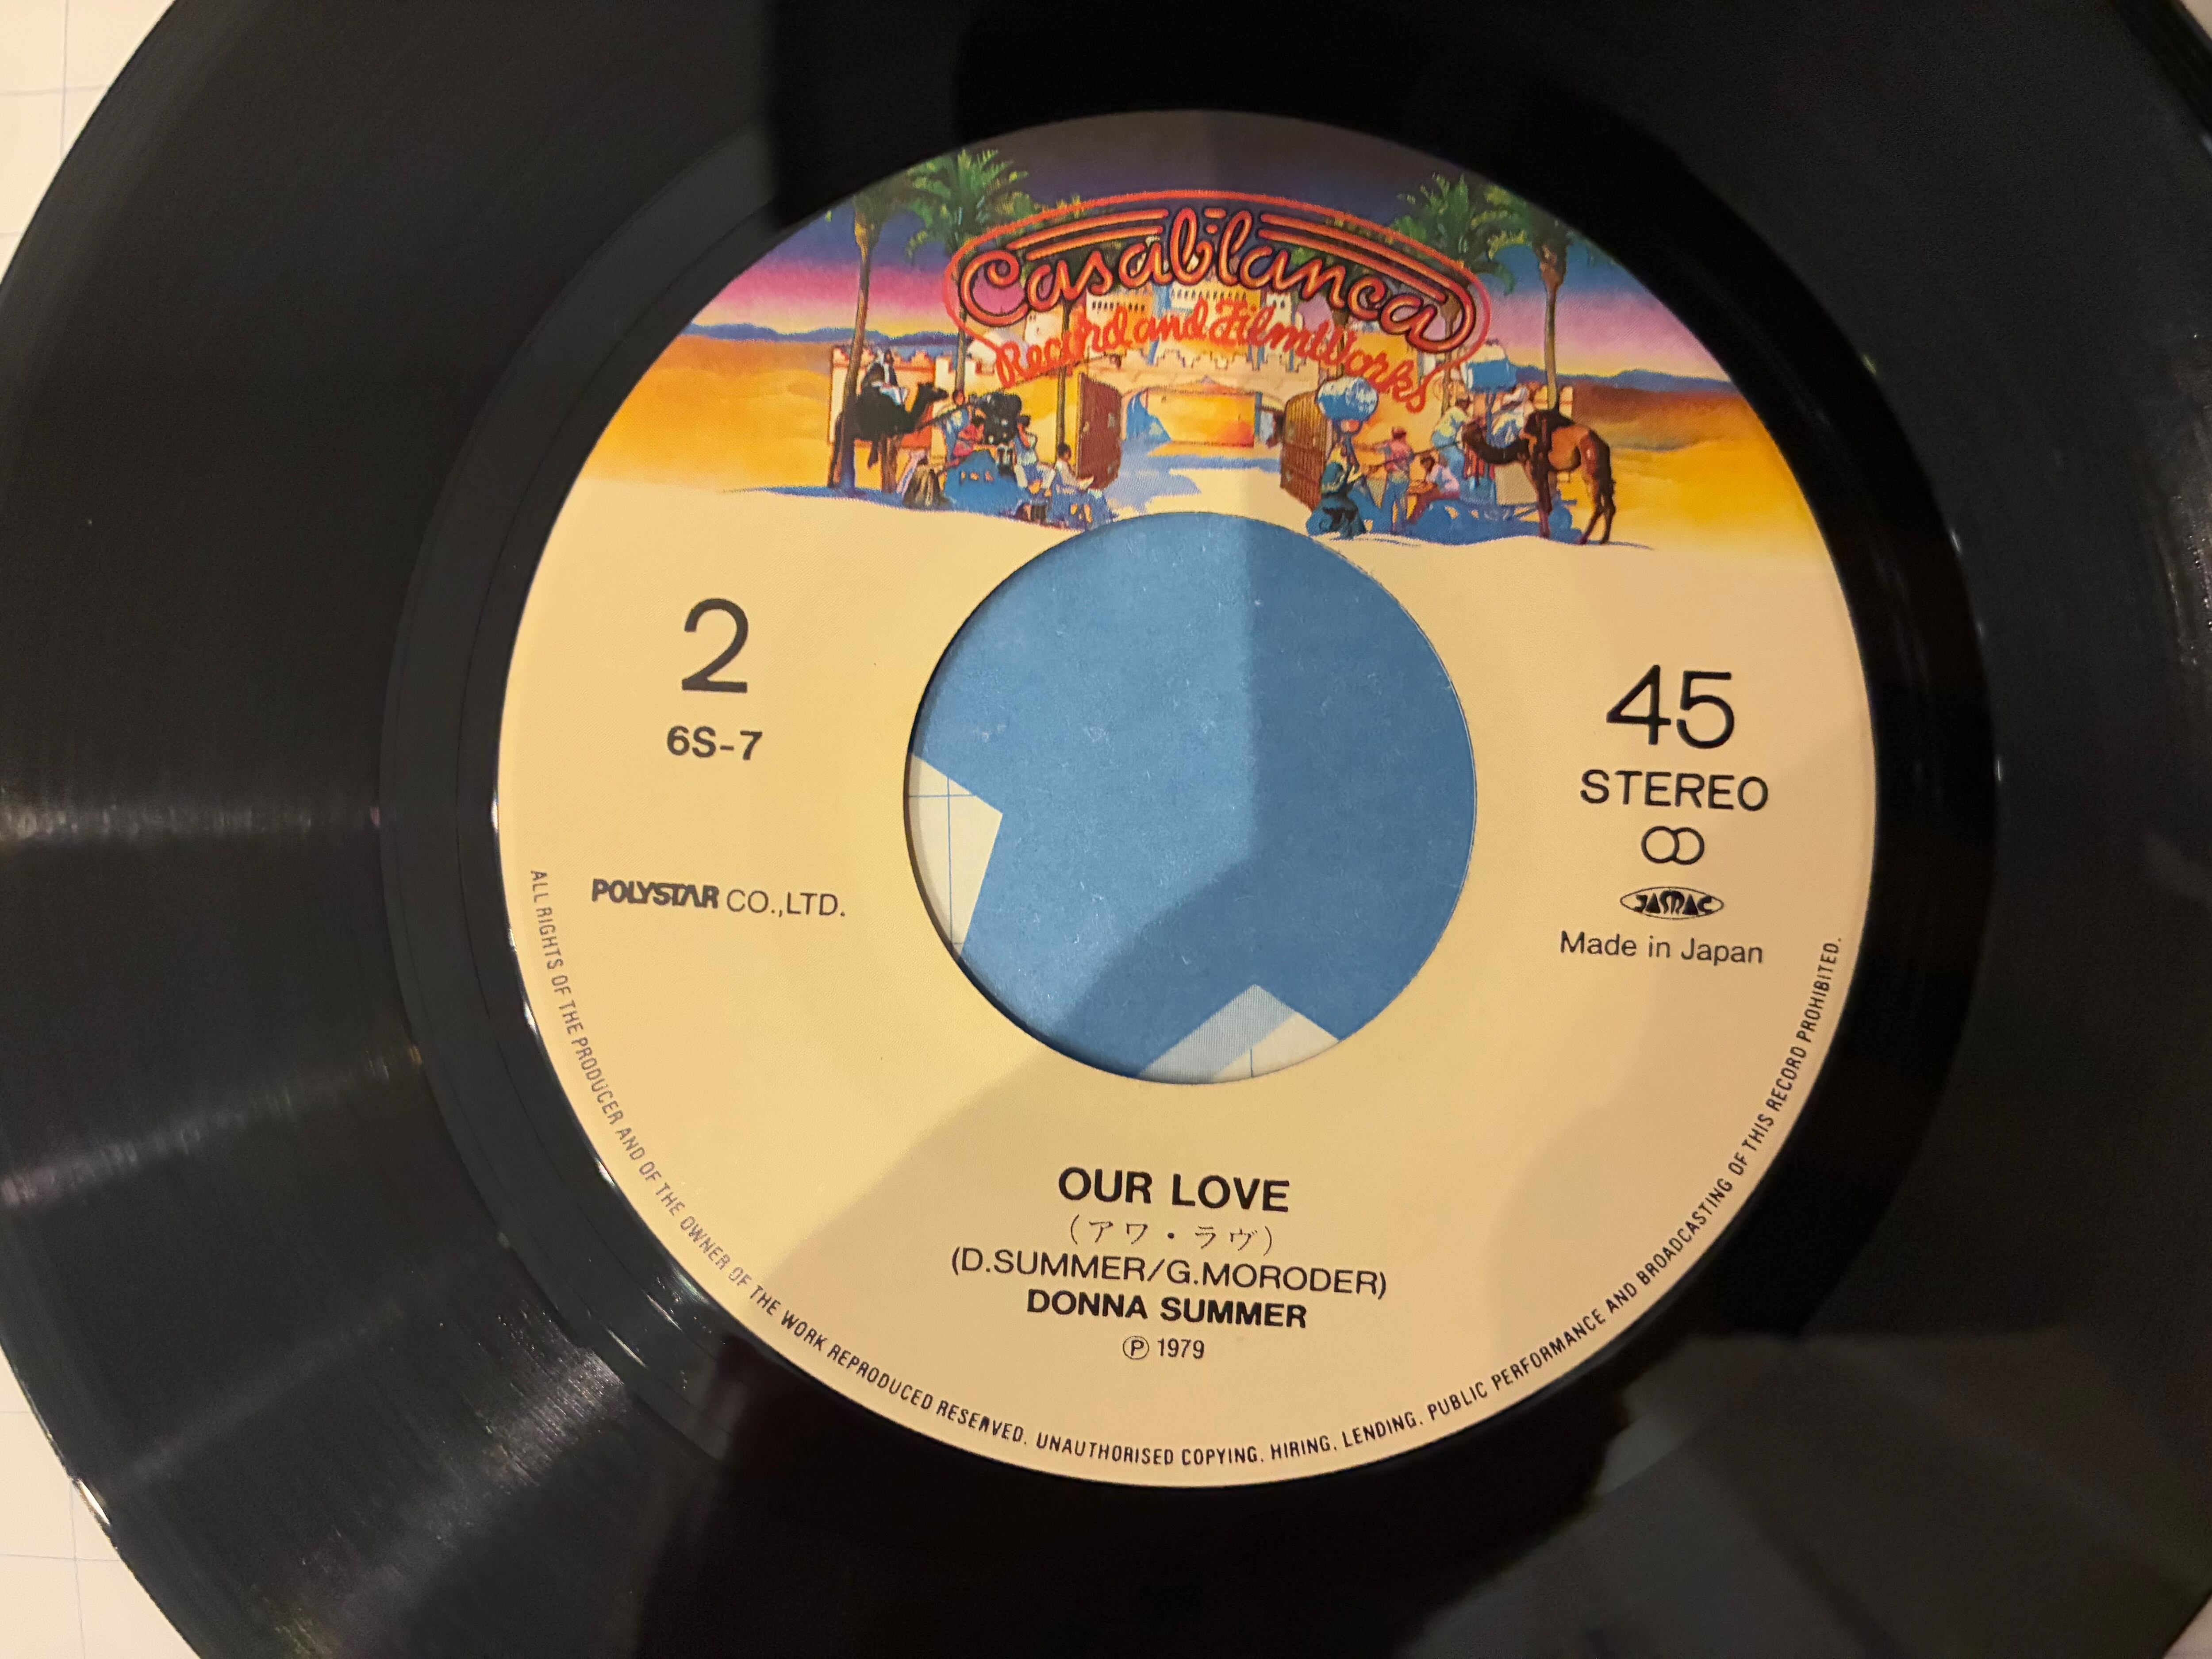 Casablanca
Record and FilmWorks
2
6S-7
45
STEREO
JASRAC
POLYSTAR CO.,LTD.
Made in Japan
OUR LOVE
(アワ・ラヴ)
(D.SUMMER/G.MORODER)
DONNA SUMMER
Ⓟ 1979
ALL RIGHTS OF THE PRODUCER AND OF THE OWNER OF THE WORK REPRODUCED RESERVED. UNAUTHORISED COPYING. HIRING. LENDING. PUBLIC PERFORMANCE AND BROADCASTING OF THIS RECORD PROHIBITED.